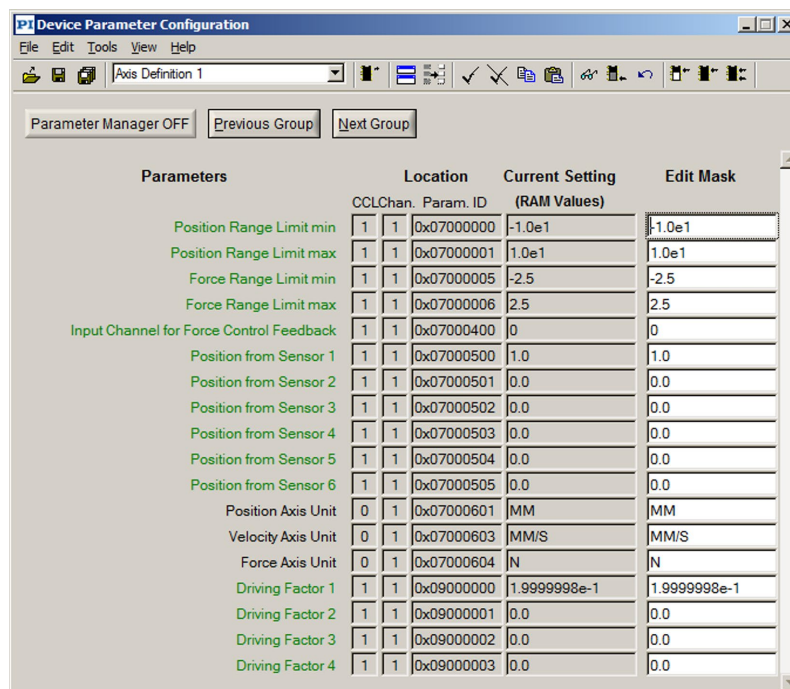 PI Device Parameter Configuration
File Edit Tools View Help
Axis Definition 1
Parameter Manager OFF Previous Group Next Group
Parameters Location Current Setting Edit Mask
CCL Chan. Param. ID (RAM Values)
Position Range Limit min 1 1 0x07000000 -1.0e1 -1.0e1
Position Range Limit max 1 1 0x07000001 1.0e1 1.0e1
Force Range Limit min 1 1 0x07000005 -2.5 -2.5
Force Range Limit max 1 1 0x07000006 2.5 2.5
Input Channel for Force Control Feedback 1 1 0x07000400 0 0
Position from Sensor 1 1 1 0x07000500 1.0 1.0
Position from Sensor 2 1 1 0x07000501 0.0 0.0
Position from Sensor 3 1 1 0x07000502 0.0 0.0
Position from Sensor 4 1 1 0x07000503 0.0 0.0
Position from Sensor 5 1 1 0x07000504 0.0 0.0
Position from Sensor 6 1 1 0x07000505 0.0 0.0
Position Axis Unit 0 1 0x07000601 MM MM
Velocity Axis Unit 0 1 0x07000603 MM/S MM/S
Force Axis Unit 0 1 0x07000604 N N
Driving Factor 1 1 1 0x09000000 1.9999998e-1 1.9999998e-1
Driving Factor 2 1 1 0x09000001 0.0 0.0
Driving Factor 3 1 1 0x09000002 0.0 0.0
Driving Factor 4 1 1 0x09000003 0.0 0.0